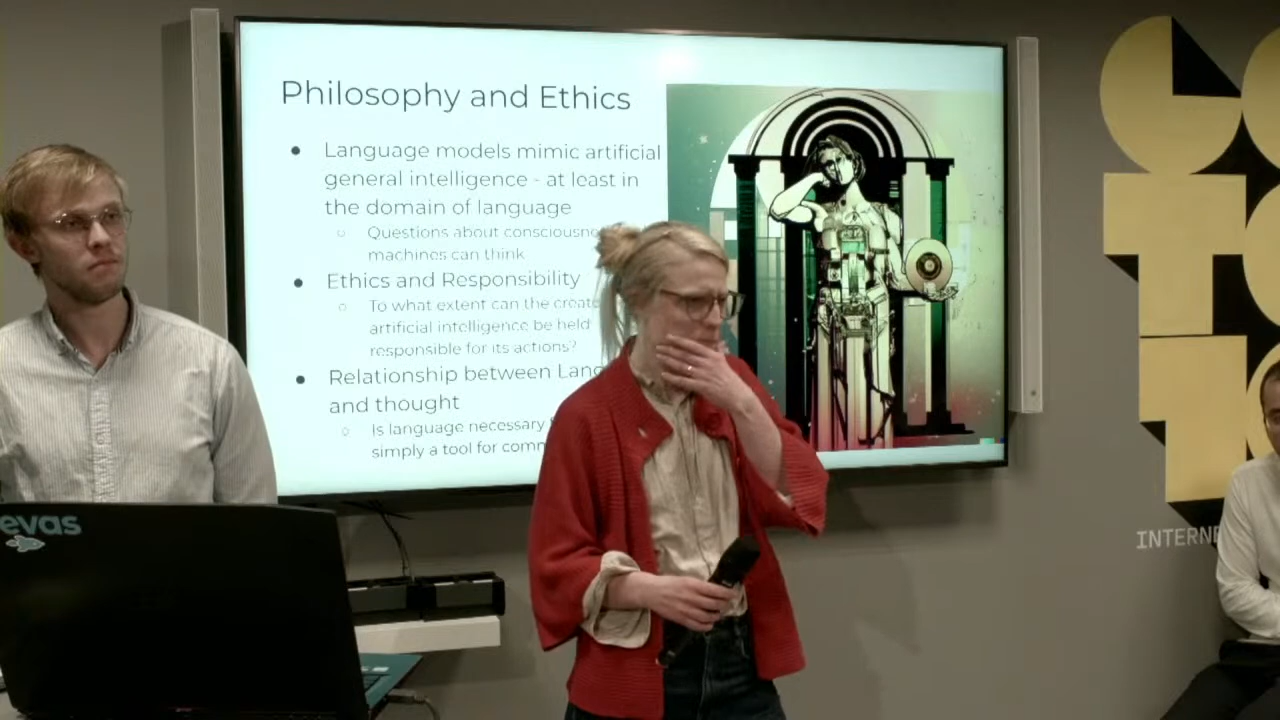 Philosophy and Ethics
Language models mimic artificial
general intelligence - at least in
the domain of language
Questions about
machines can think
Ethics and Responsibility
To what extent can the
artificial intelligence be held
responsible for its actions?
Relationship between
and thought
Is language necessary
simply a tool for
evas